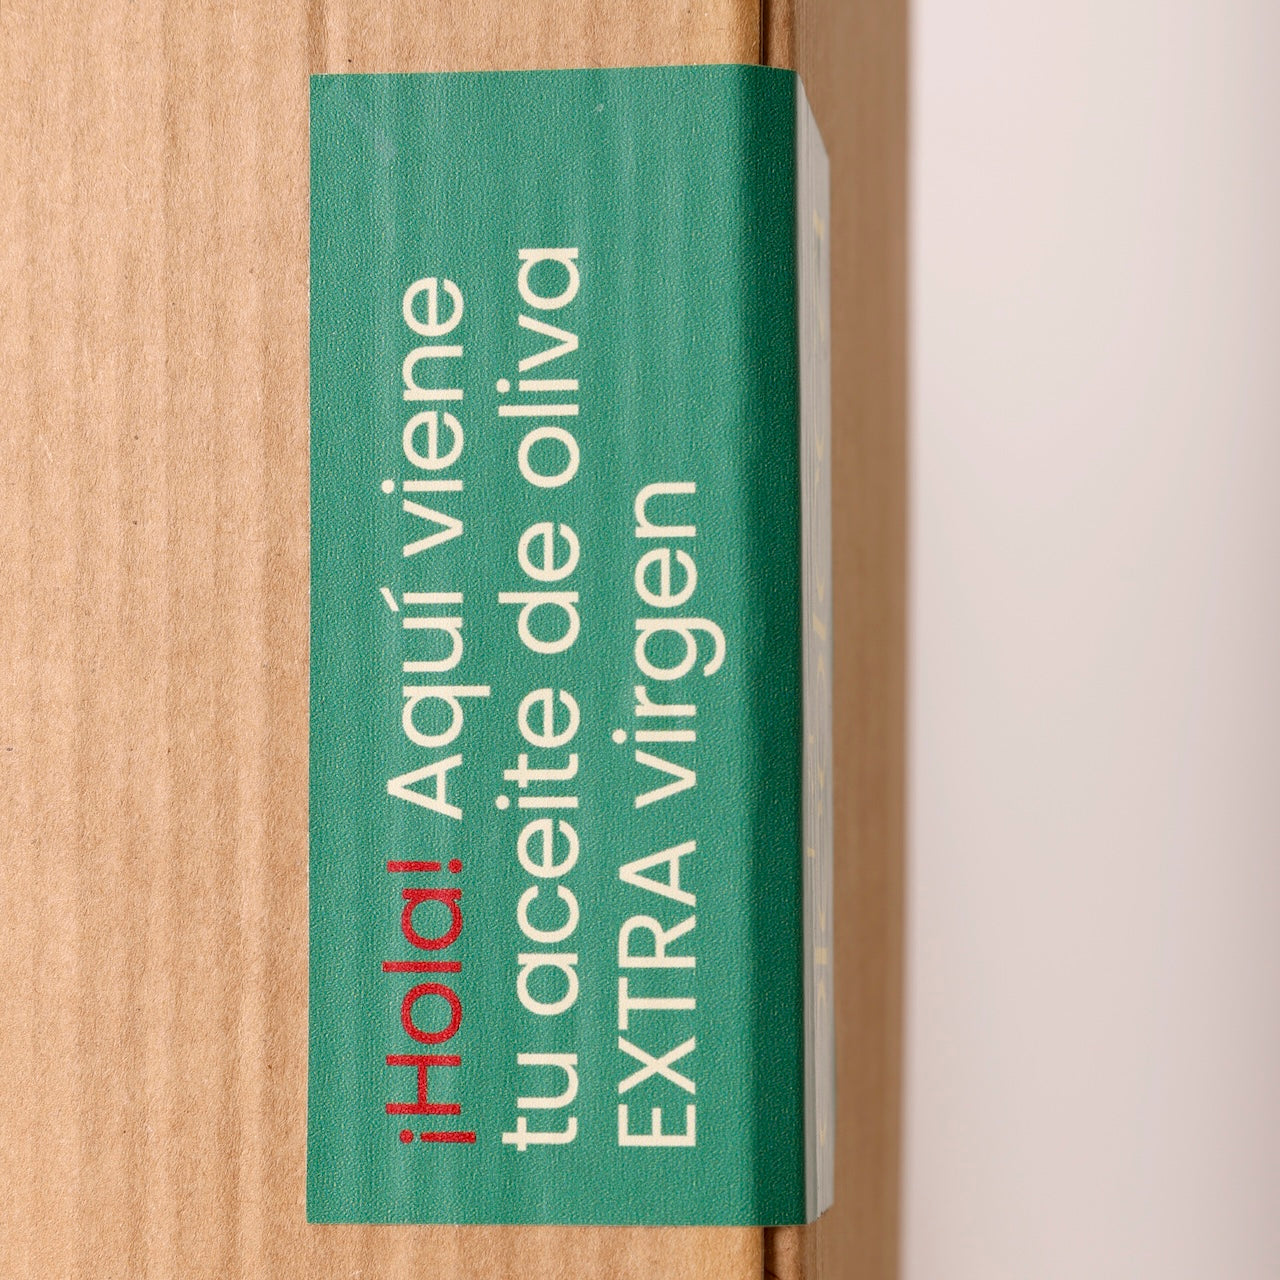 ¡Hola! Aquí viene
tu aceite de oliva
EXTRA virgen